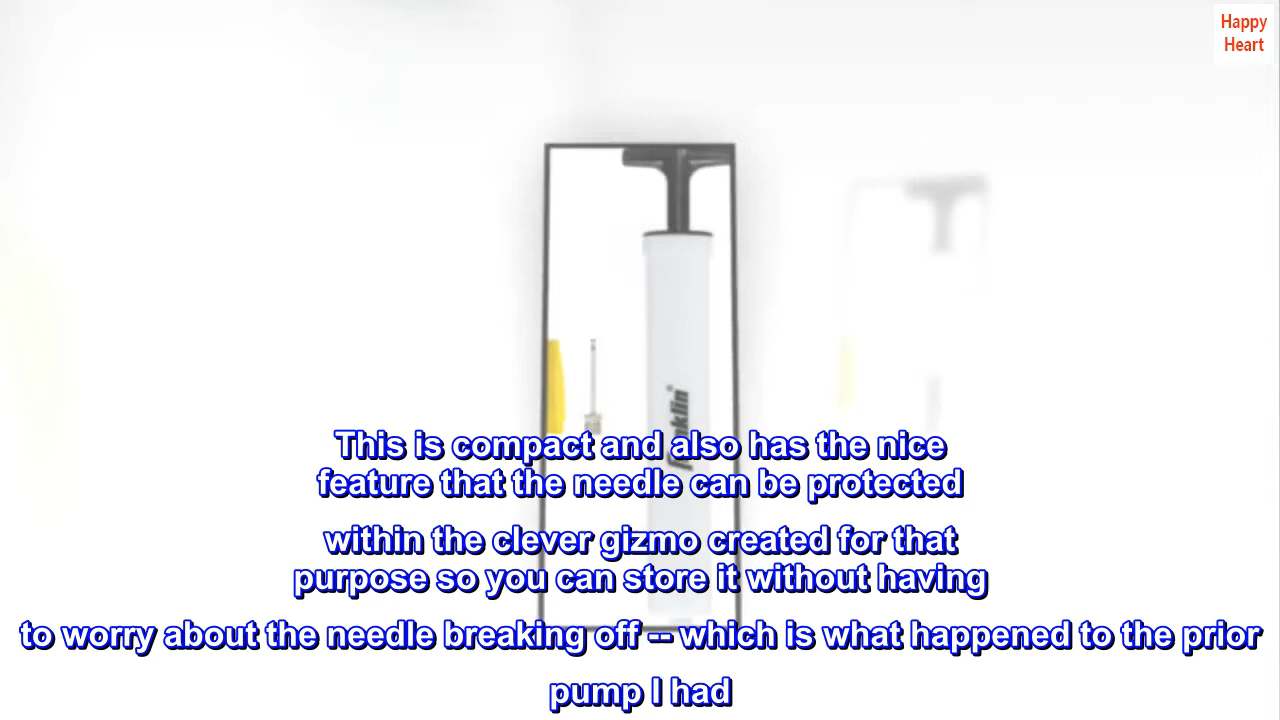 Happy
Heart
This is compact and also has the nice
feature that the needle can be protected
within the clever gizmo created for that
purpose so you can store it without having
to worry about the needle breaking off -- which is what happened to the prior
pump I had